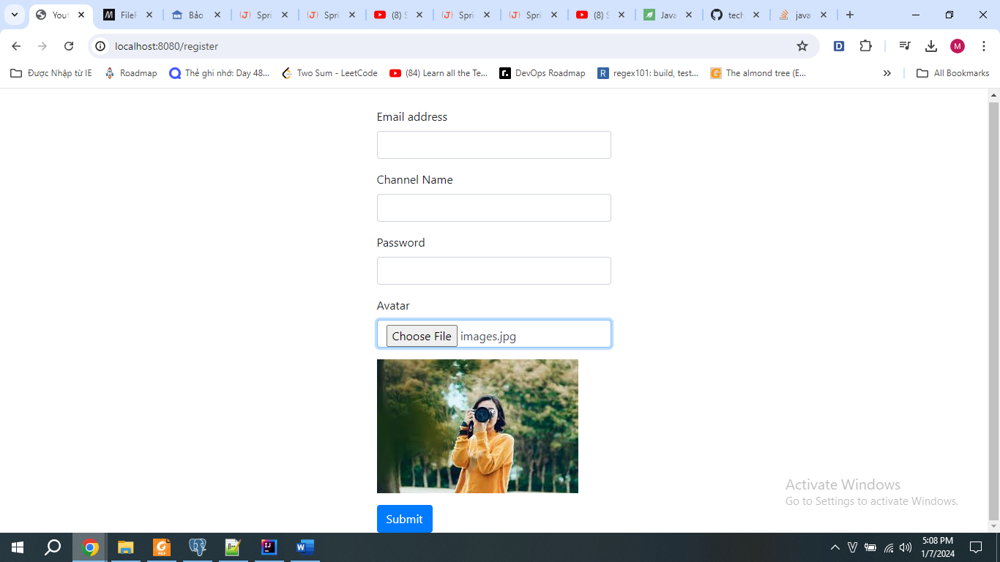 Yout
FileF
Bảo
Spri
Spri
(8) S
Spri
Spri
(8) S
Java
tech
java
localhost:8080/register
D
M
Được Nhập từ IE
Roadmap
Thẻ ghi nhớ: Day 48...
Two Sum - LeetCode
(84) Learn all the Te...
DevOps Roadmap
regex101: build, test...
The almond tree (E...
All Bookmarks
Email address
Channel Name
Password
Avatar
Choose File images.jpg
Submit
Activate Windows
Go to Settings to activate Windows.
5:08 PM
1/7/2024